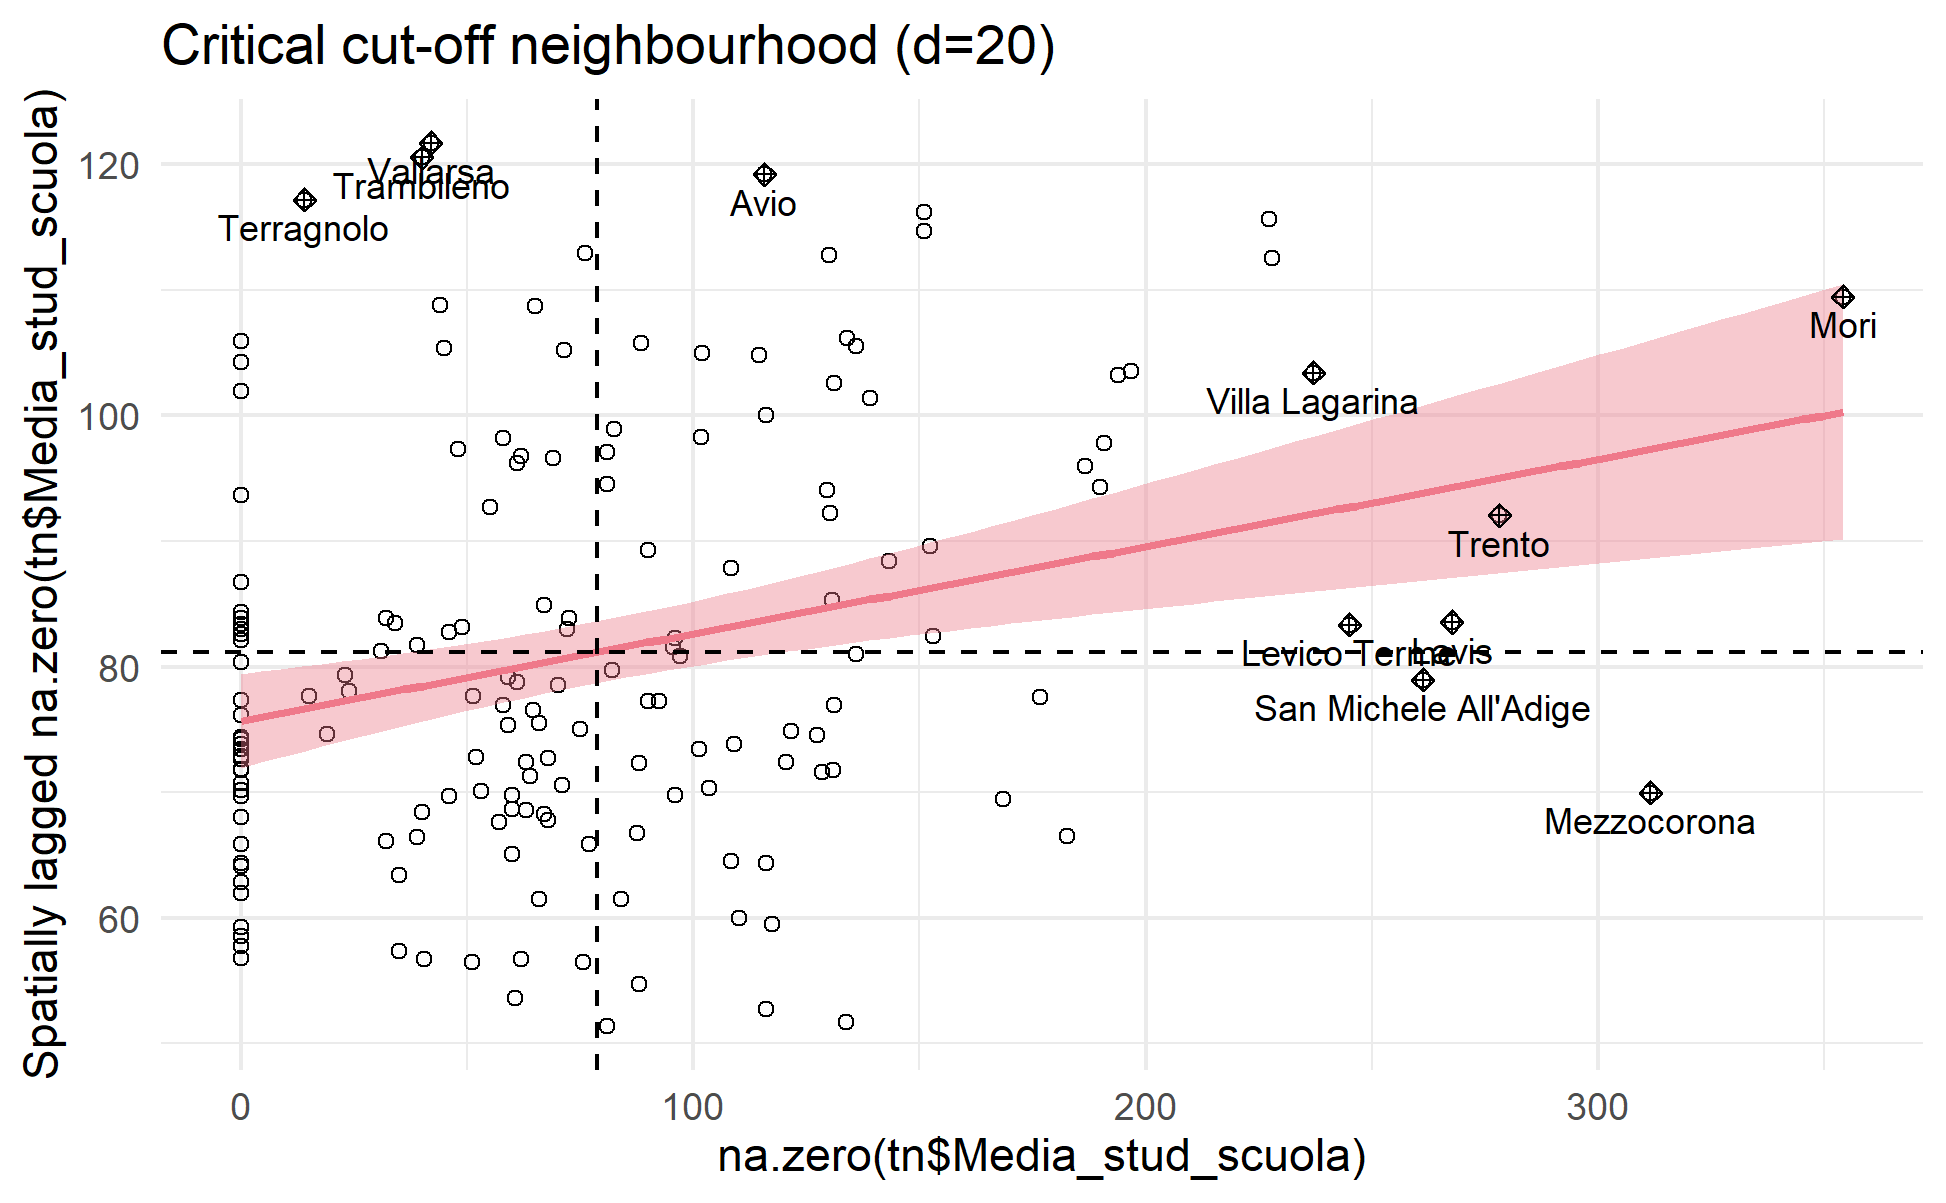 Critical cut-off neighbourhood (d=20)
Spatially lagged na.zero(tn$Media_stud_scuola)
120
100
80
60
Vallarsa
Trambileno
Terragnolo
Avio
Mori
Villa Lagarina
Trento
Levico Terme
Lavis
San Michele All'Adige
Mezzocorona
0
100
200
300
na.zero(tn$Media_stud_scuola)